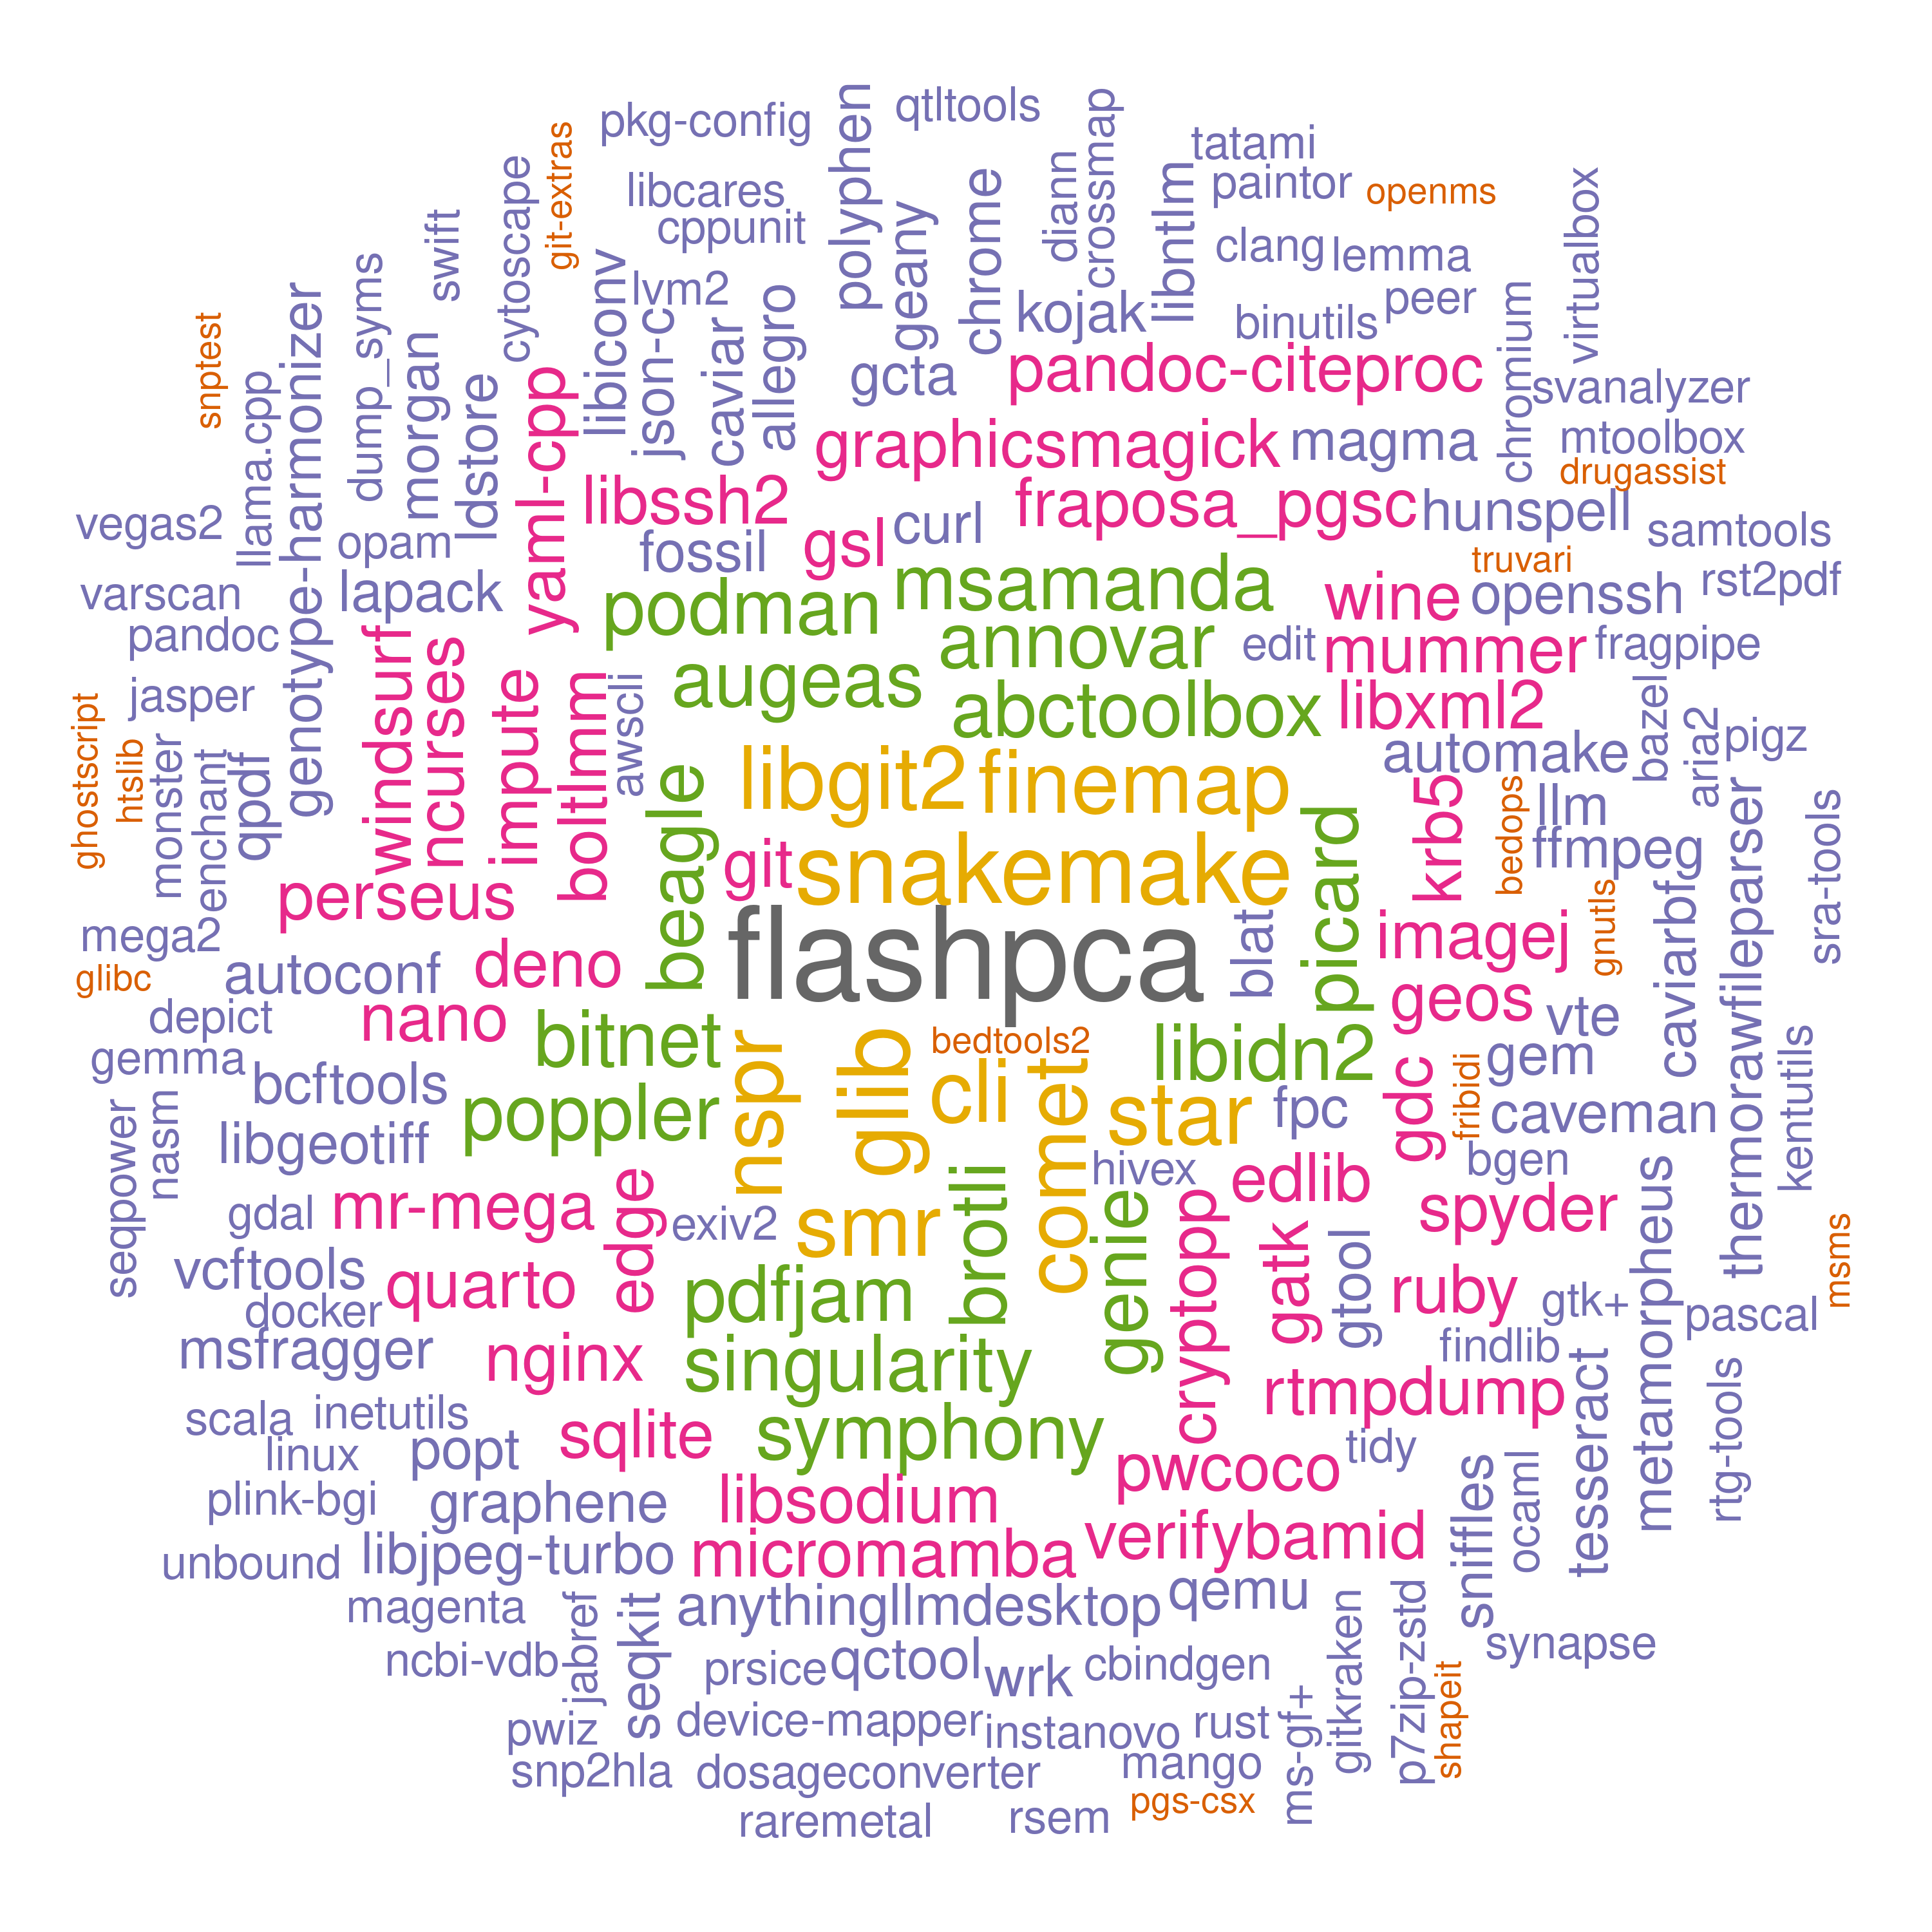 polyphen
qtltools
crossmap
pkg-config
git-extras
tatami
diann
cytoscape
libntlm
chrome
libcares
paintor
openms
virtualbox
geany
swift
cppunit
clang
lemma
libiconv
dump_syms
lvm2
json-c
caviar
allegro
kojak
binutils
peer
chromium
genotype-harmonizer
snptest
morgan
ldstore
yaml-cpp
gcta
pandoc-citeproc
svanalyzer
llama.cpp
graphicsmagick
magma
mtoolbox
drugassist
libssh2
fraposa_pgsc
hunspell
vegas2
gsl
curl
samtools
opam
fossil
truvari
varscan
lapack
podman
msamanda
wine
openssh
rst2pdf
pandoc
windsurf
ncurses
annovar
edit
mummer
fragpipe
jasper
impute
boltlmm
awscli
augeas
abctoolbox
libxml2
bazel
aria2
pigz
ghostscript
htslib
monster
enchant
qpdf
automake
beagle
libgit2
finemap
picard
krb5
bedops
llm
ffmpeg
thermorawfileparser
sra-tools
git
snakemake
perseus
caviarbf
gnutls
mega2
flashpca
blat
imagej
glibc
autoconf
deno
geos
vte
depict
nano
bitnet
nspr
glib
bedtools2
comet
libidn2
gdc
fribidi
gem
kentutils
gemma
bcftools
cli
star
fpc
caveman
seqpower
nasm
poppler
libgeotiff
brotli
hivex
bgen
metamorpheus
gdal
mr-mega
edge
exiv2
smr
genie
cryptopp
edlib
gatk
gtool
spyder
msms
vcftools
quarto
pdfjam
ruby
gtk+
pascal
docker
msfragger
nginx
singularity
findlib
tesseract
rtg-tools
scala
inetutils
rtmpdump
linux
popt
sqlite
symphony
tidy
pwcoco
sniffles
ocaml
plink-bgi
graphene
libsodium
unbound
libjpeg-turbo
micromamba
verifybamid
magenta
jabref
seqkit
anythingllmdesktop
qemu
gitkraken
p7zip-zstd
ncbi-vdb
prsice
qctool
wrk
cbindgen
synapse
shapeit
pwiz
device-mapper
instanovo
rust
ms-gf+
snp2hla
dosageconverter
mango
raremetal
rsem
pgs-csx